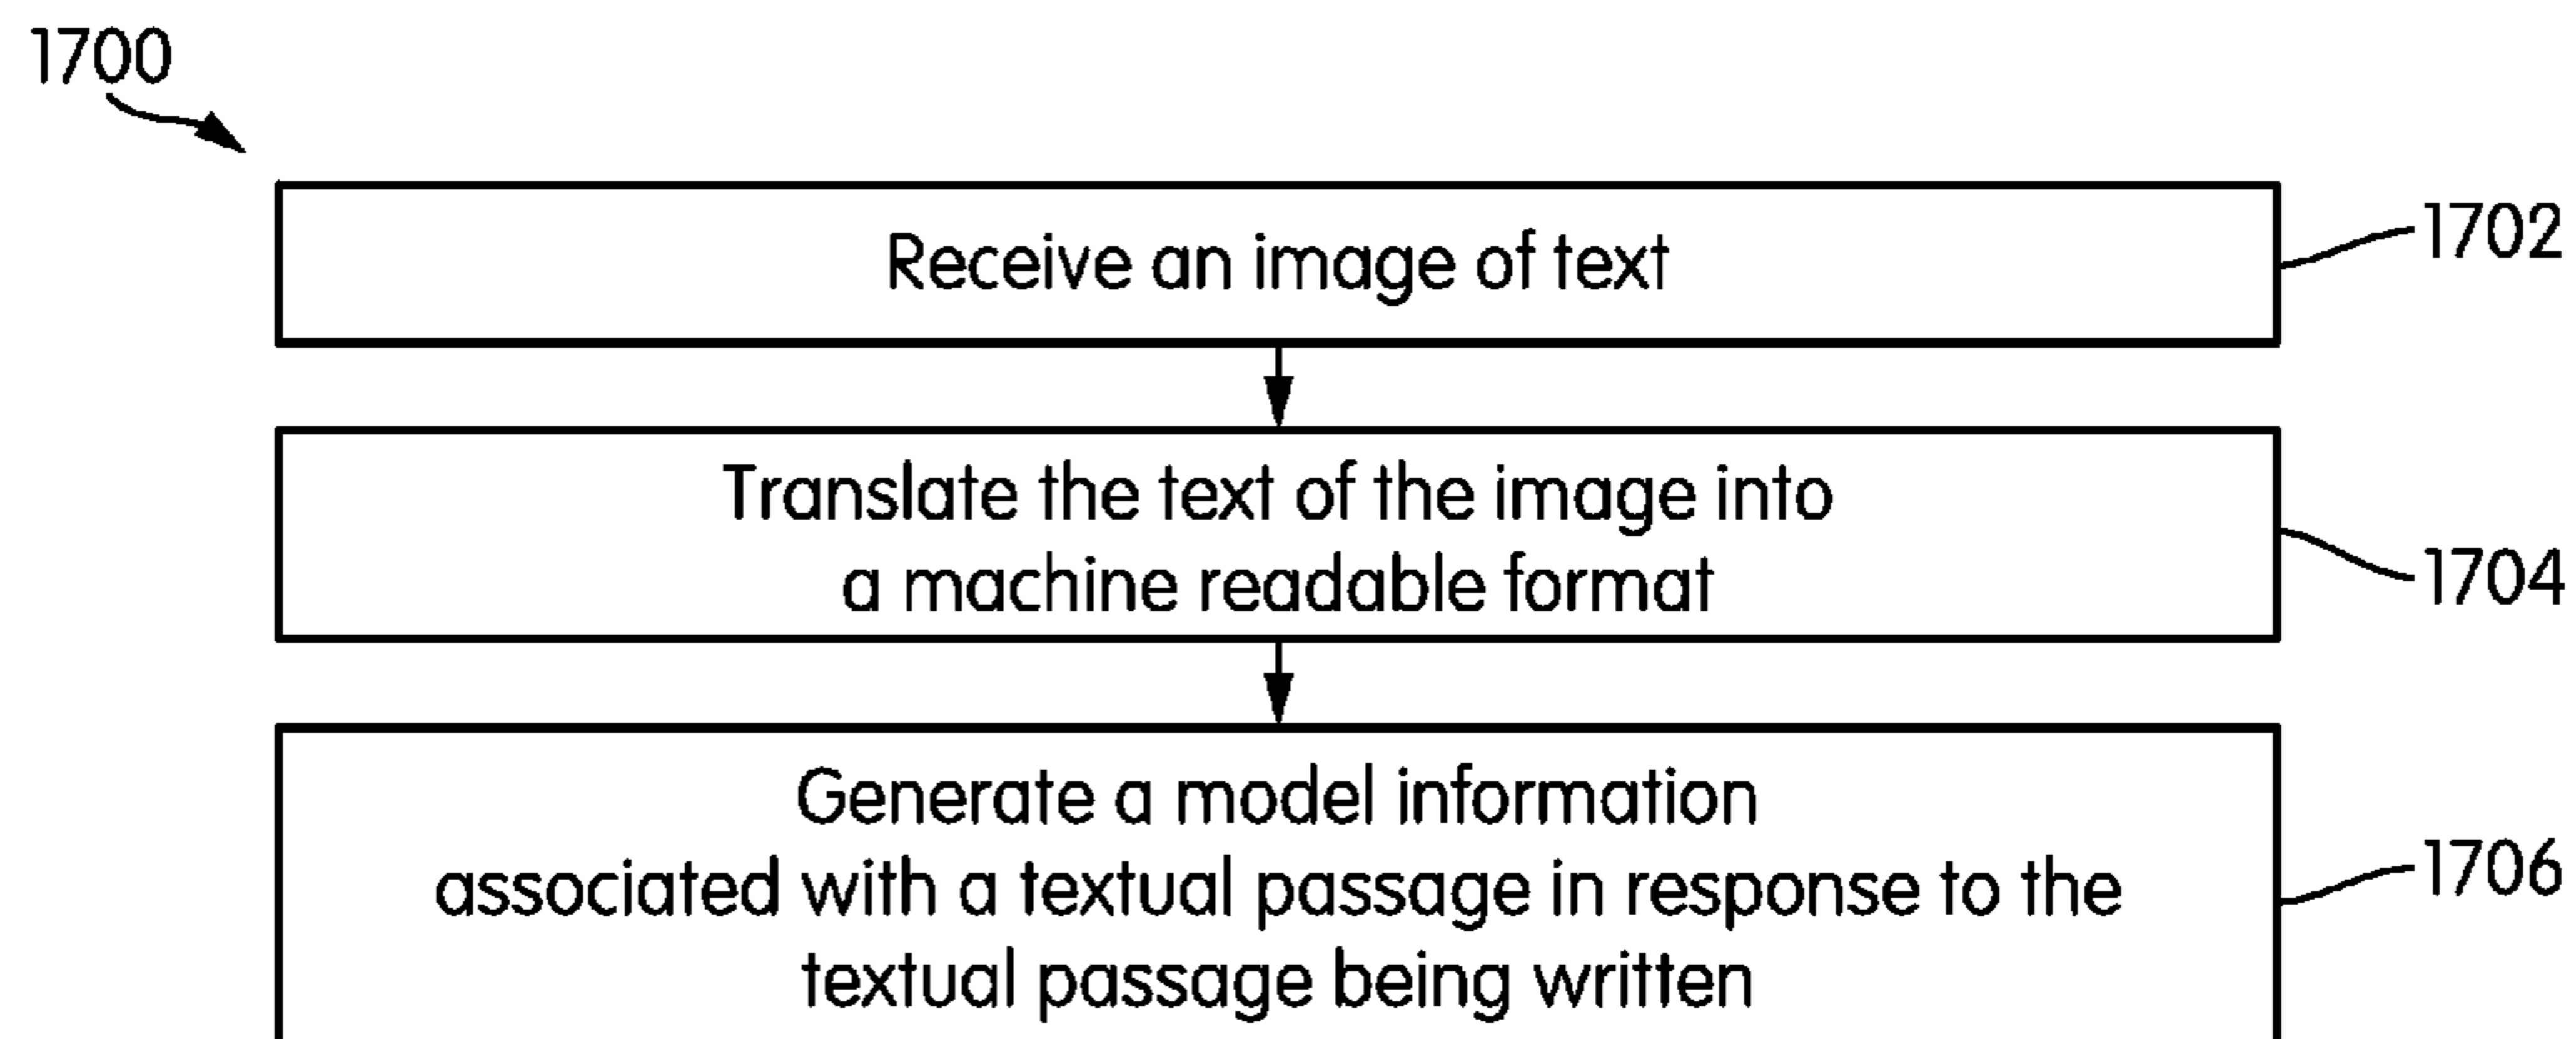 1700
Receive an image of text
1702
Translate the text of the image into
a machine readable format
1704
Generate a model information
associated with a textual passage in response to the
textual passage being written
1706